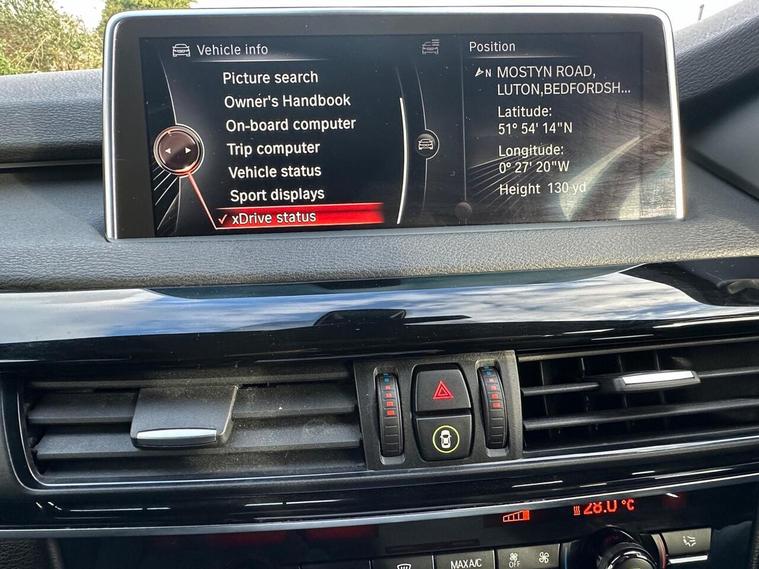 Vehicle info
Picture search
Owner's Handbook
On-board computer
Trip computer
Vehicle status
Sport displays
xDrive status
Position
N
MOSTYN ROAD,
LUTON,BEDFORDSH...
Latitude:
51° 54' 14"N
Longitude:
0° 27' 20"W
Height 130 yd
28.0 °C
MAX A/C
OFF